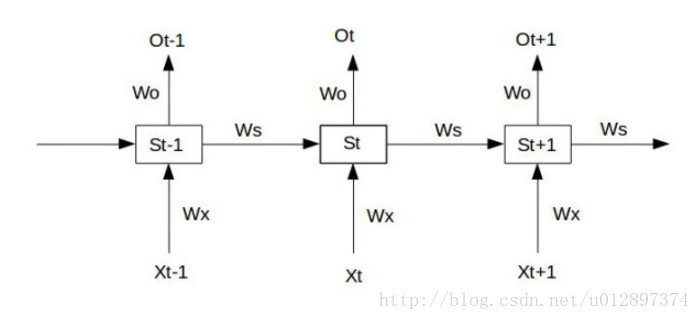 Ot-1 Ot Ot+1
Wo Wo Wo
St-1 Ws St Ws St+1 Ws
Wx Wx Wx
Xt-1 Xt Xt+1
http://blog.csdn.net/u012897374